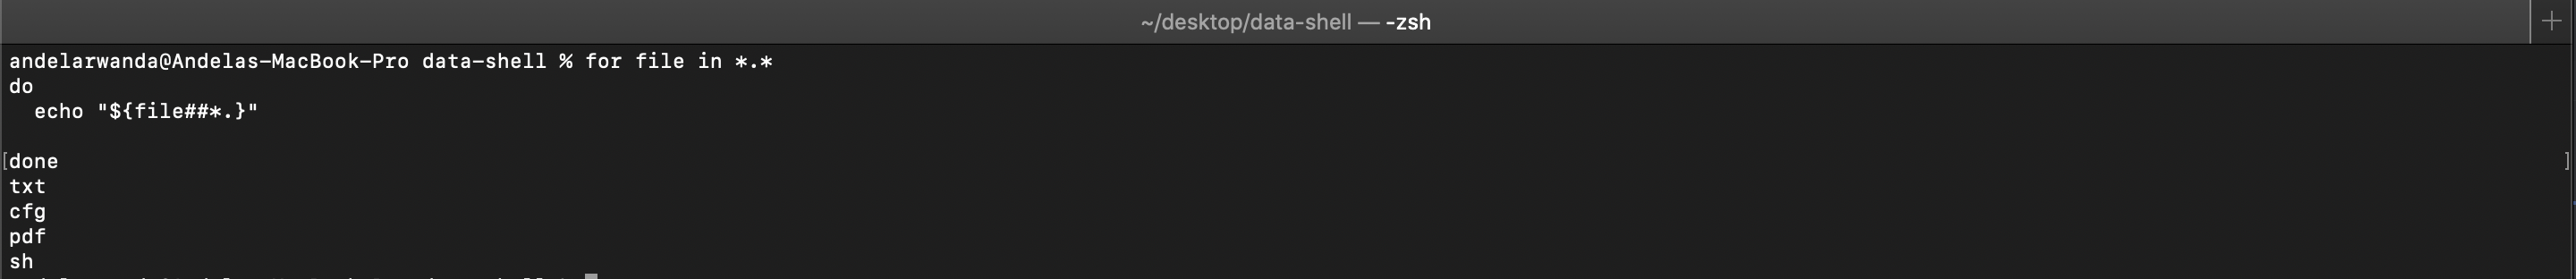 ~/desktop/data-shell — -zsh
andelarwanda@Andelas-MacBook-Pro data-shell % for file in *.*
do
  echo "${file##*.}"

[done ]
txt
cfg
pdf
sh